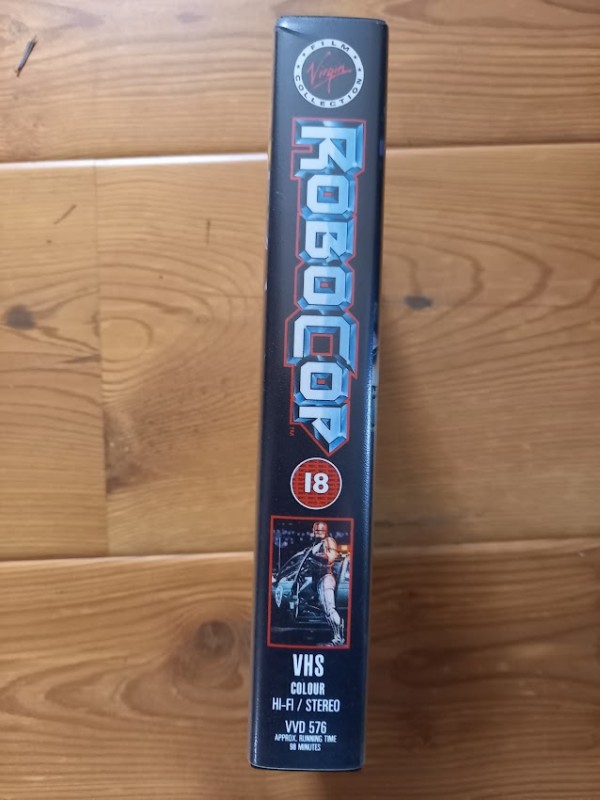 FILM
Virgin
COLLECTION
ROBOCOP
TM
18
VHS
COLOUR
HI-FI / STEREO
VVD 576
APPROX. RUNNING TIME
98 MINUTES